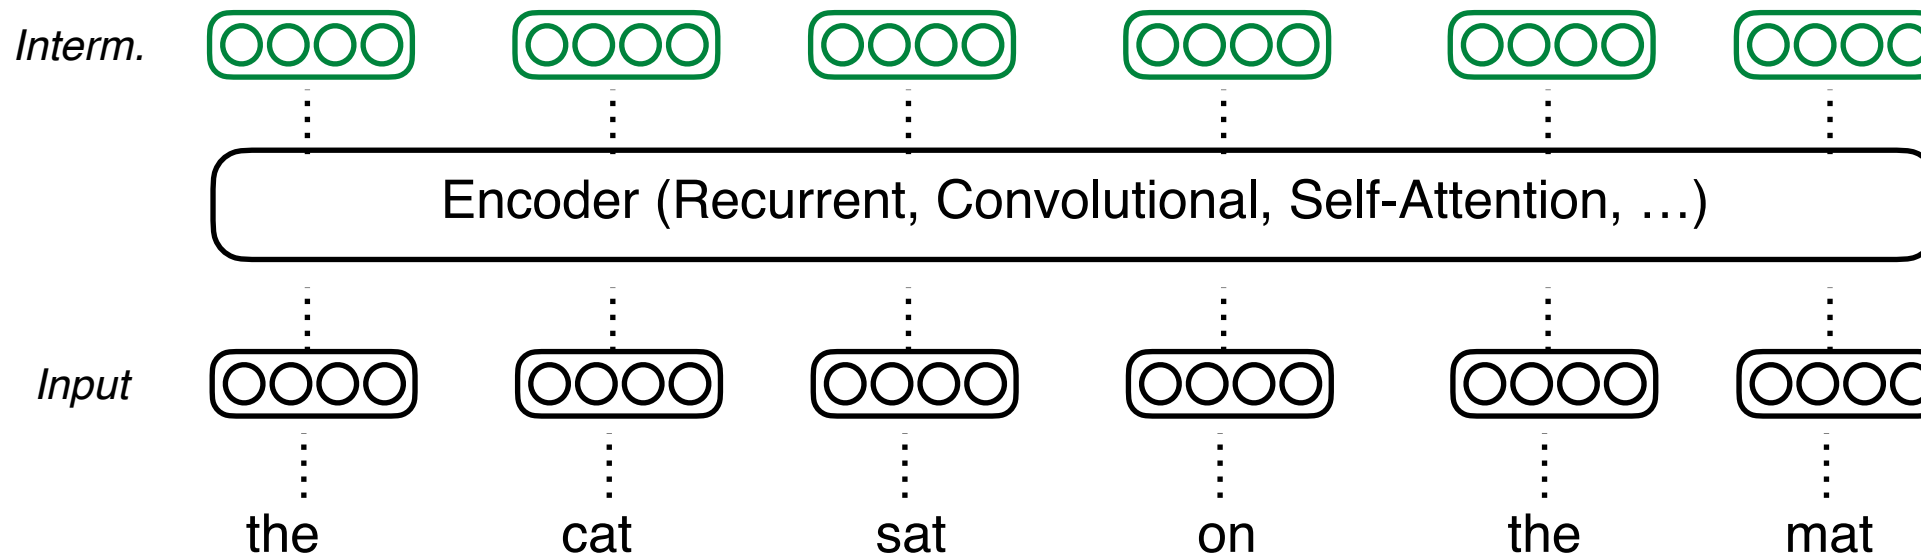 Interm.
Encoder (Recurrent, Convolutional, Self-Attention, …)
Input
the cat sat on the mat